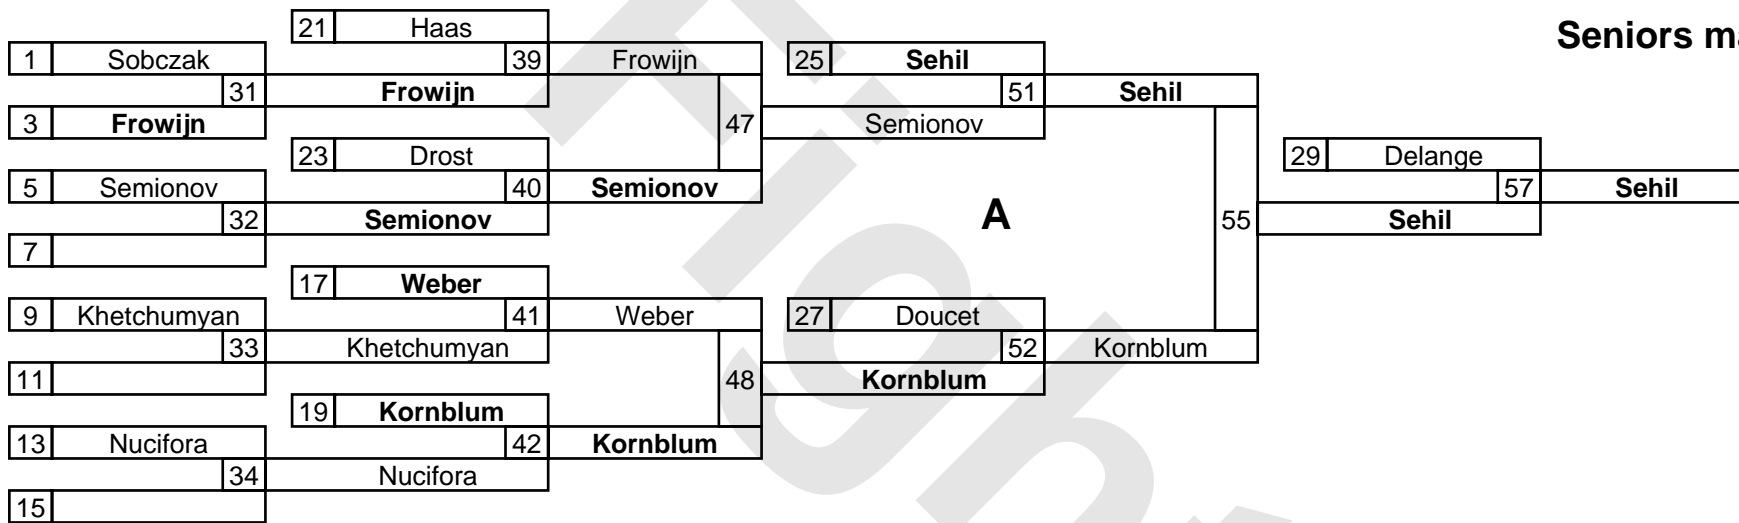 21 Haas
Seniors ma
1 Sobczak 39 Frowijn 25 Sehil
31 Frowijn 51 Sehil
3 Frowijn 47 Semionov
23 Drost 29 Delange
5 Semionov 40 Semionov 57 Sehil
32 Semionov A 55 Sehil
7
17 Weber
9 Khetchumyan 41 Weber 27 Doucet
33 Khetchumyan 52 Kornblum
11 48 Kornblum
19 Kornblum
13 Nucifora 42 Kornblum
34 Nucifora
15